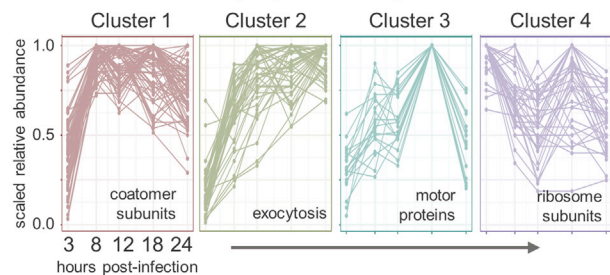 Cluster 1 Cluster 2 Cluster 3 Cluster 4
scaled relative abundance
1.0
0.5
0.0
coatomer
subunits
exocytosis
motor
proteins
ribosome
subunits
3 8 12 18 24
hours post-infection